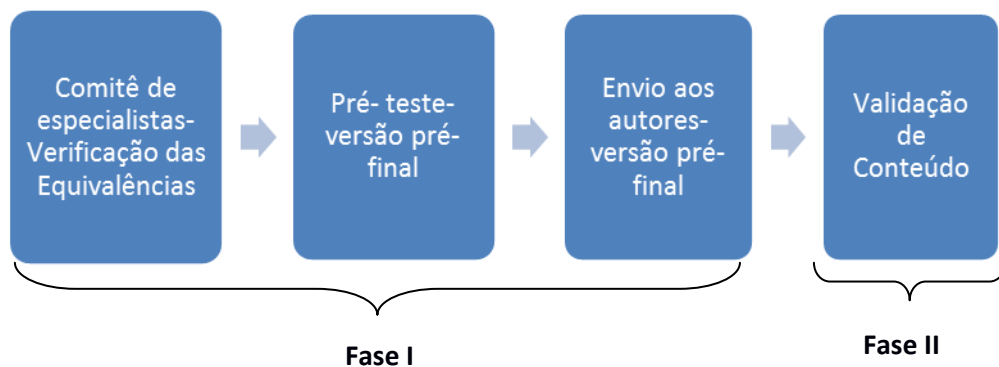 Comitê de
especialistas-
Verificação das
Equivalências
Pré- teste-
versão pré-
final
Envio aos
autores-
versão pré-
final
Validação
de
Conteúdo
Fase I
Fase II